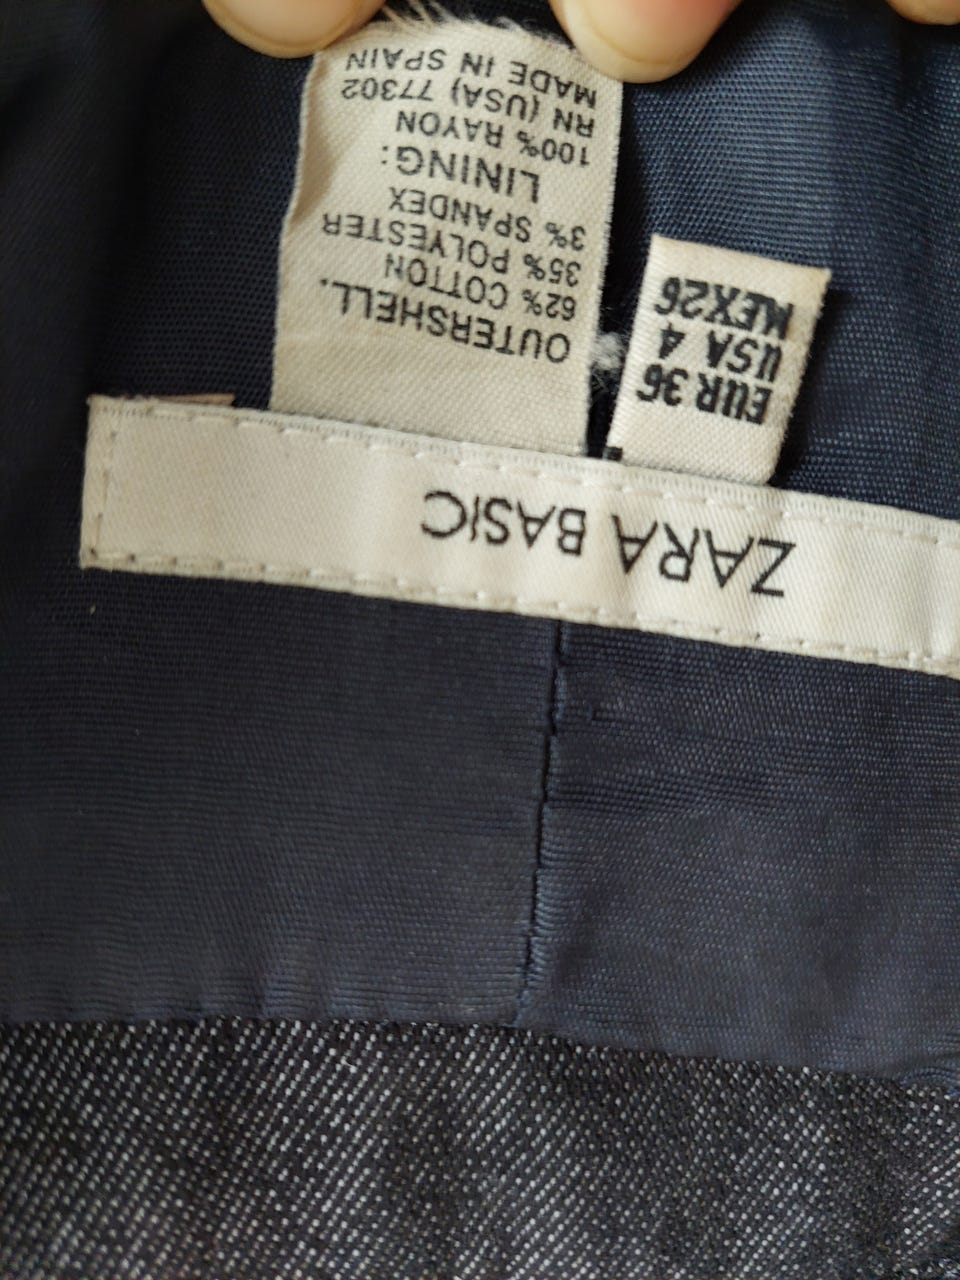 ZARA BASIC
EUR 36
USA 4
MEX26
OUTERSHELL.
62% COTTON
35% POLYESTER
3% SPANDEX
LINING:
100% RAYON
RN (USA) 77302
MADE IN SPAIN